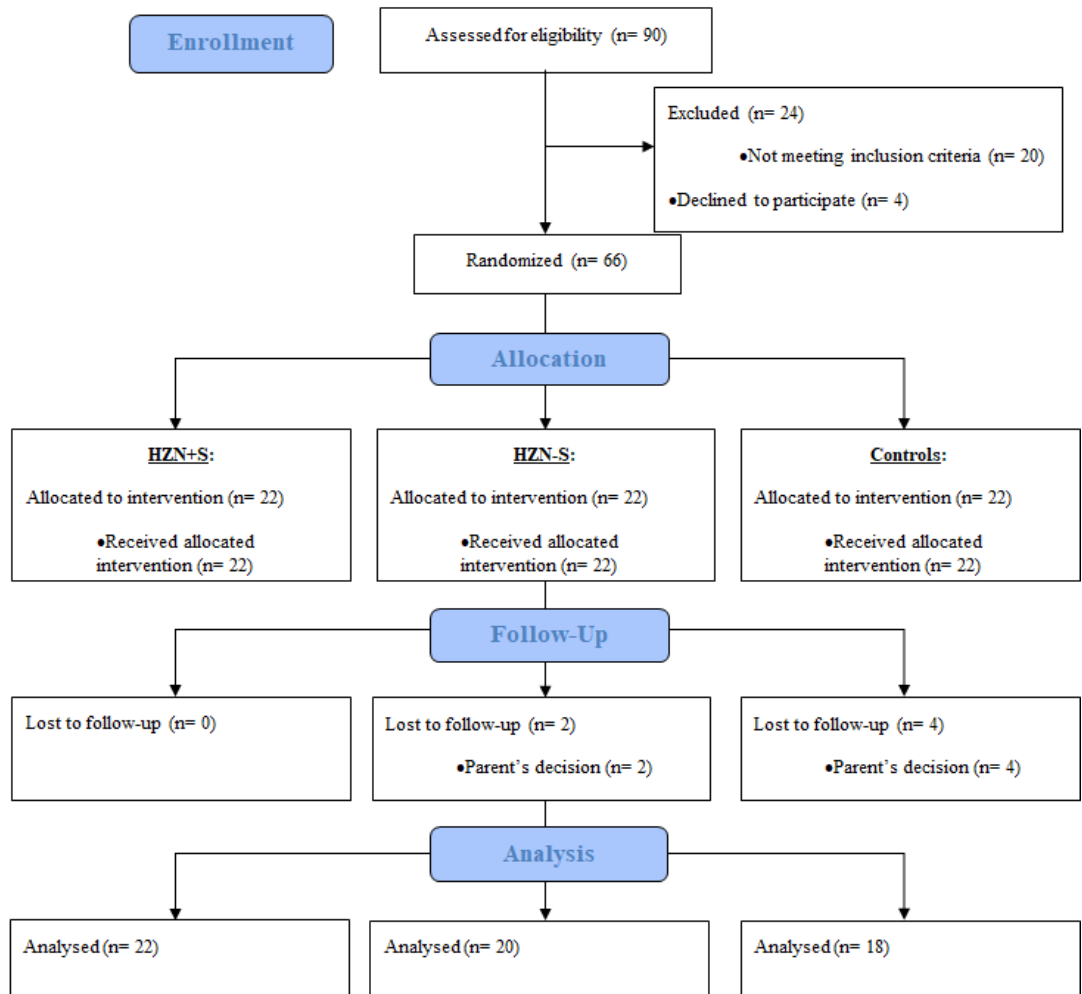 Enrollment
Assessed for eligibility (n= 90)
Excluded (n= 24)
•Not meeting inclusion criteria (n= 20)
•Declined to participate (n= 4)
Randomized (n= 66)
Allocation
HZN+S:
Allocated to intervention (n= 22)
•Received allocated
intervention (n= 22)
HZN-S:
Allocated to intervention (n= 22)
•Received allocated
intervention (n= 22)
Controls:
Allocated to intervention (n= 22)
•Received allocated
intervention (n= 22)
Follow-Up
Lost to follow-up (n= 0)
Lost to follow-up (n= 2)
•Parent’s decision (n= 2)
Lost to follow-up (n= 4)
•Parent’s decision (n= 4)
Analysis
Analysed (n= 22)
Analysed (n= 20)
Analysed (n= 18)